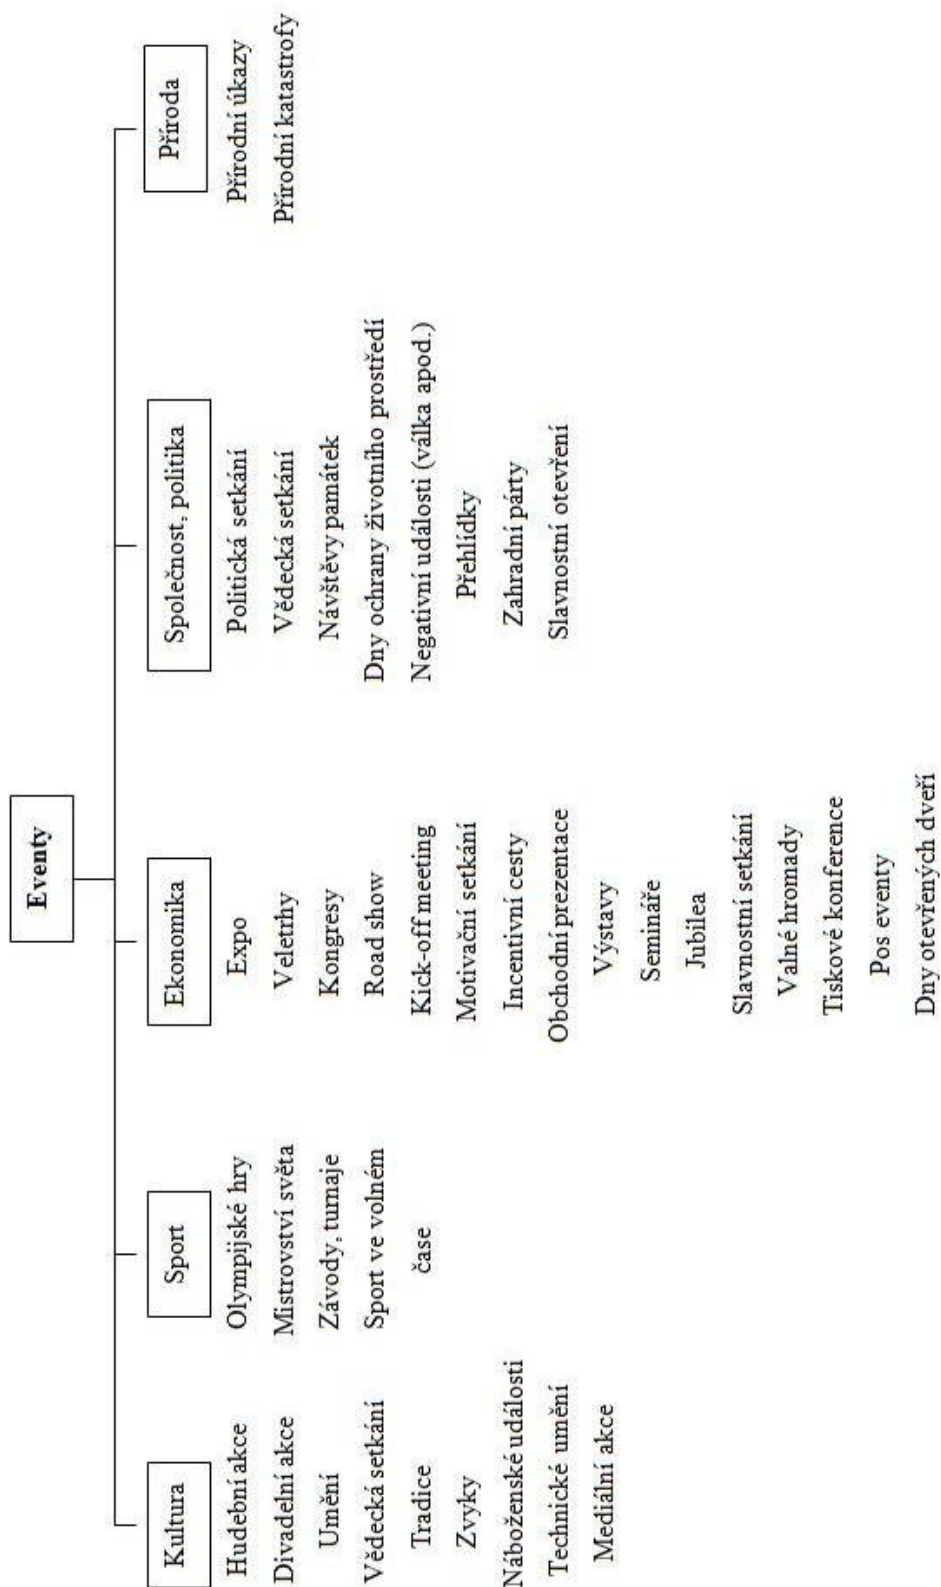 Eventy
Kultura
Hudební akce
Divadelní akce
Umění
Vědecká setkání
Tradice
Zvyky
Náboženské události
Technické umění
Mediální akce
Sport
Olympijské hry
Mistrovství světa
Závody, turnaje
Sport ve volném
čase
Ekonomika
Expo
Veletrhy
Kongresy
Road show
Kick-off meeting
Motivační setkání
Incentivní cesty
Obchodní prezentace
Výstavy
Semináře
Jubilea
Slavnostní setkání
Valné hromady
Tiskové konference
Pos eventy
Dny otevřených dveří
Společnost, politika
Politická setkání
Vědecká setkání
Návštěvy památek
Dny ochrany životního prostředí
Negativní události (válka apod.)
Přehlídky
Zahradní párty
Slavnostní otevření
Příroda
Přírodní úkazy
Přírodní katastrofy